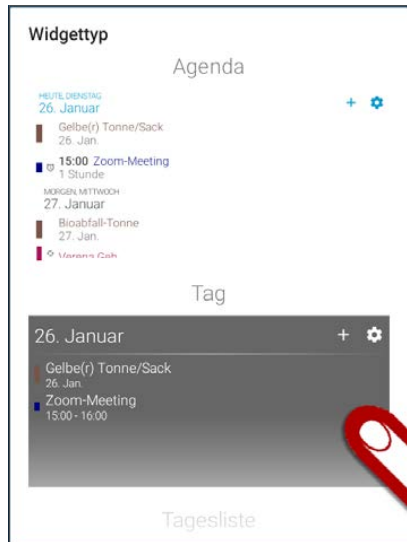 Widgettyp
Agenda
HEUTE, DIENSTAG
26. Januar
Gelbe(r) Tonne/Sack
26. Jan.
15:00 Zoom-Meeting
1 Stunde
MORGEN, MITTWOCH
27. Januar
Bioabfall-Tonne
27. Jan.
Verena Geb
Tag
26. Januar
Gelbe(r) Tonne/Sack
26. Jan.
Zoom-Meeting
15:00 - 16:00
Tagesliste